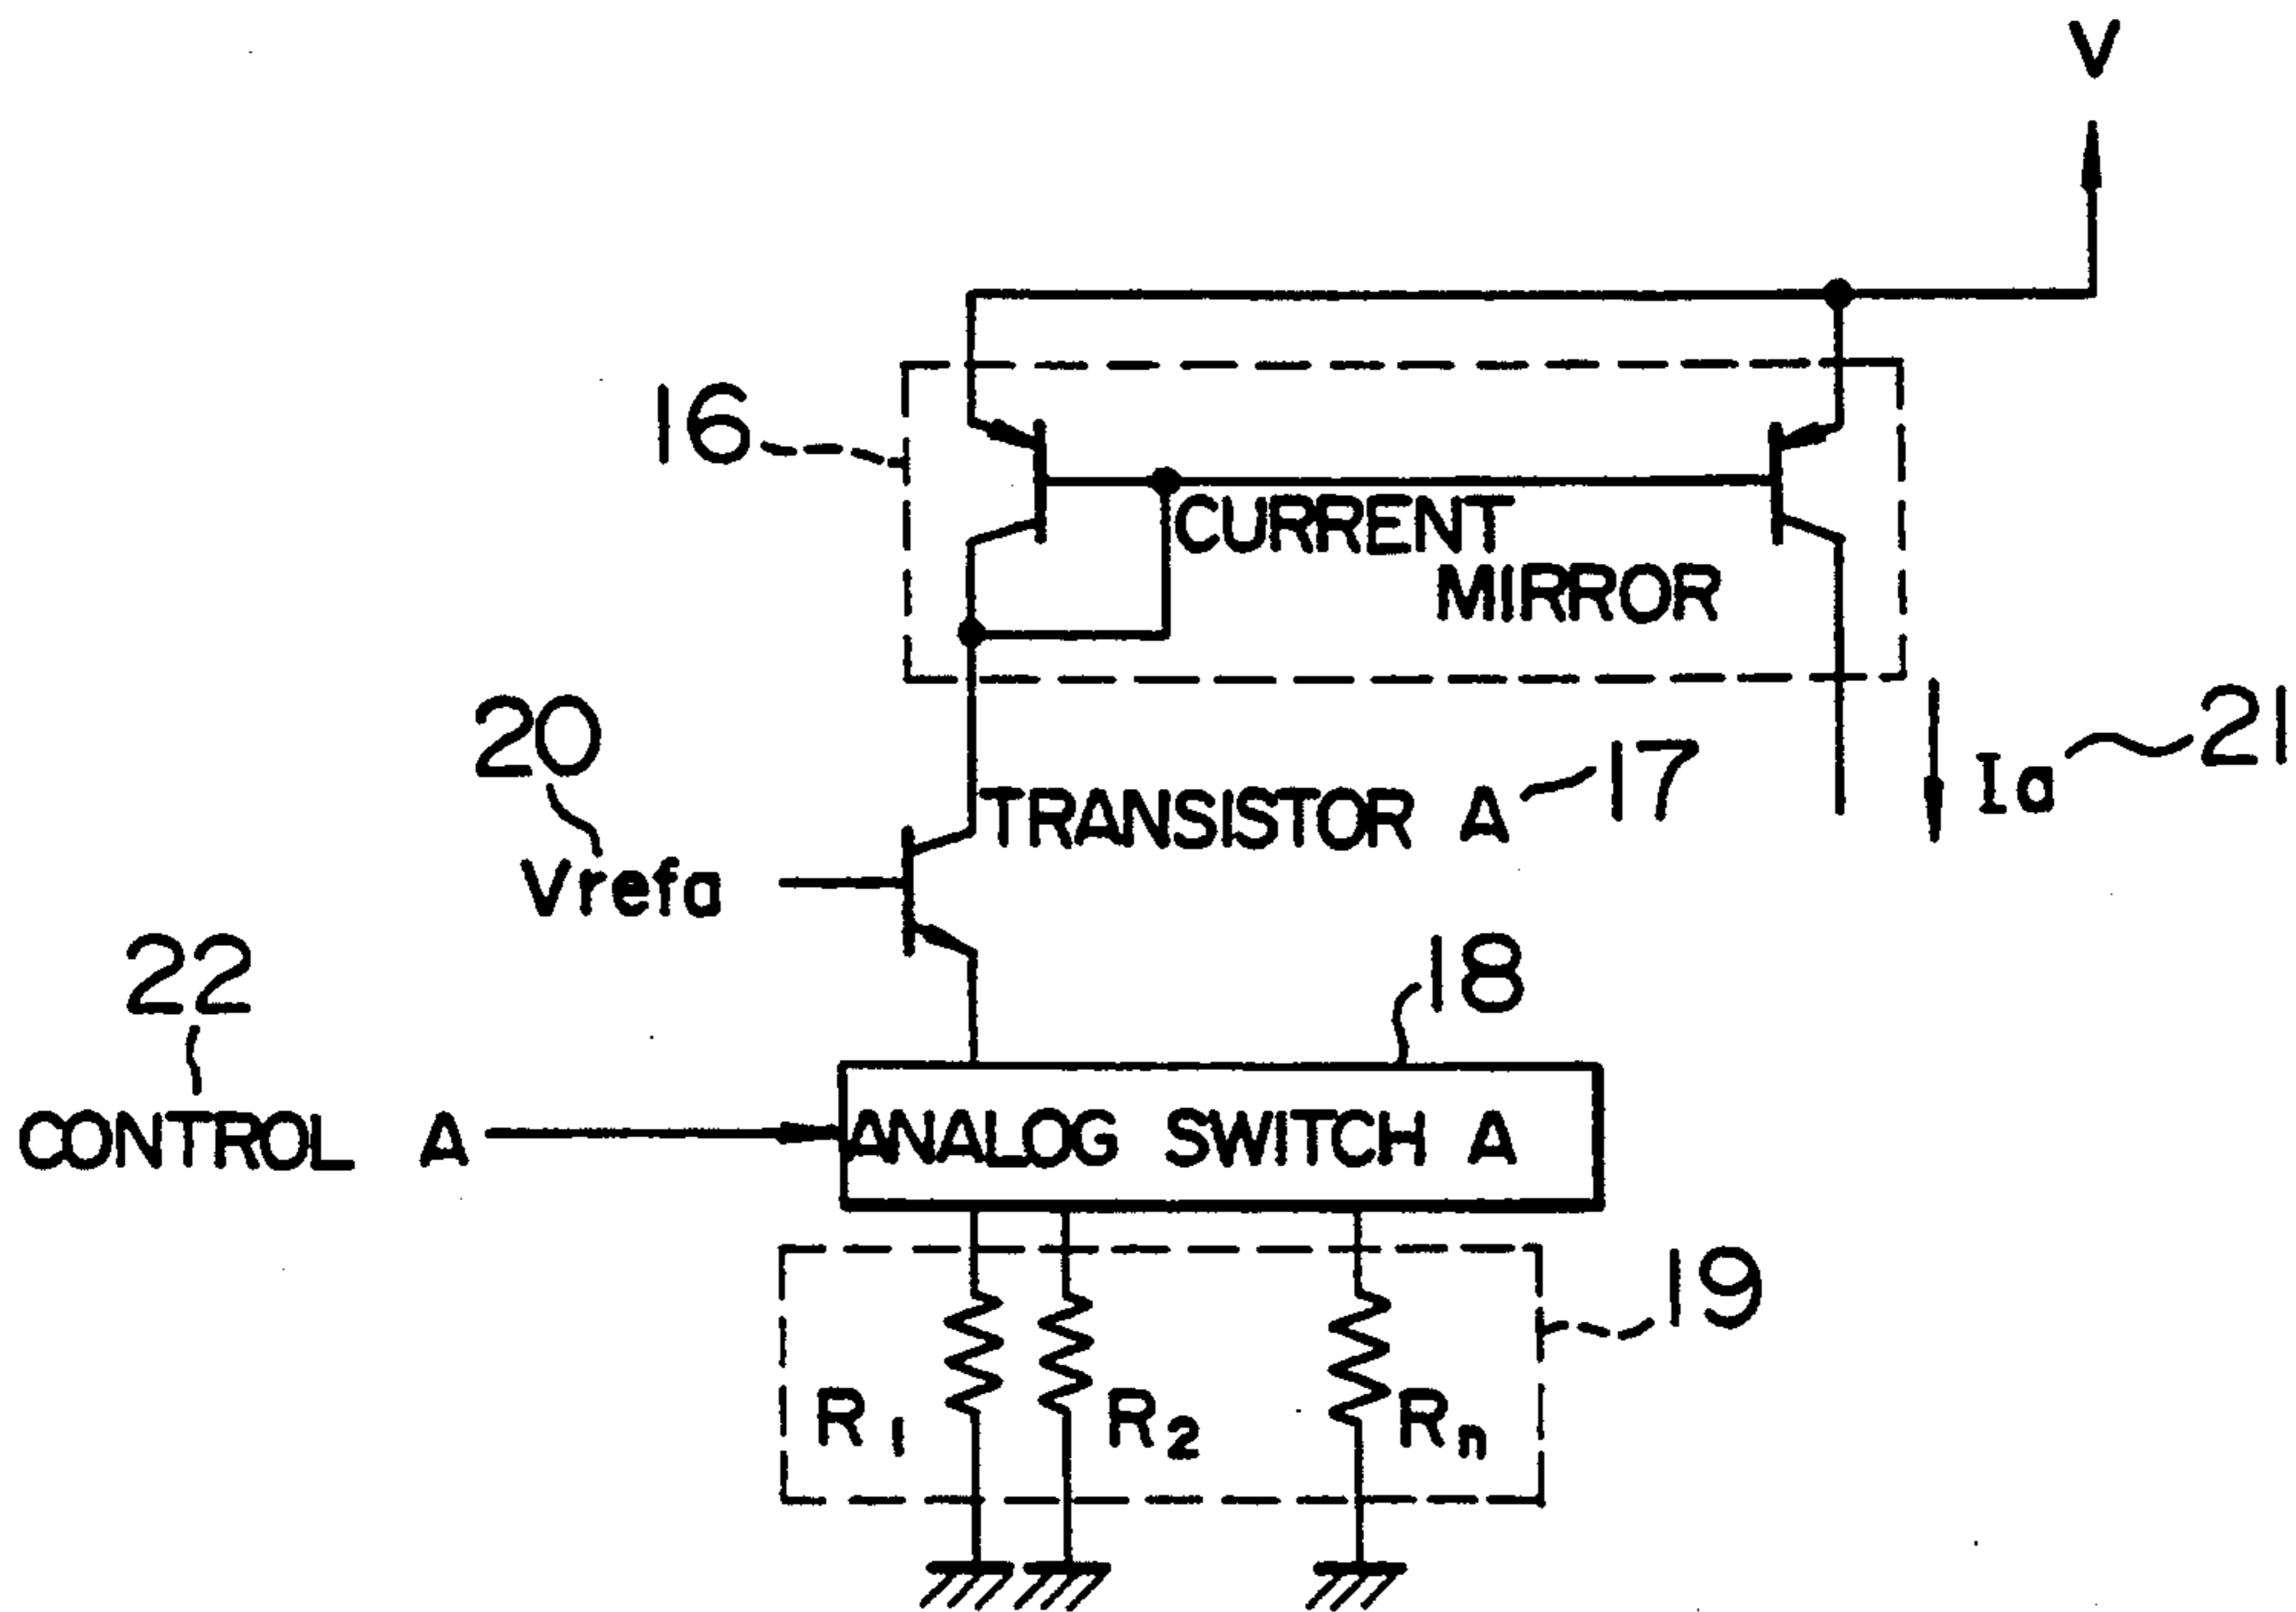 V
16
CURRENT
MIRROR
20
TRANSISTOR A
17
Ia
21
Vrefa
22
18
CONTROL A
ANALOG SWITCH A
19
R1
R2
Rn